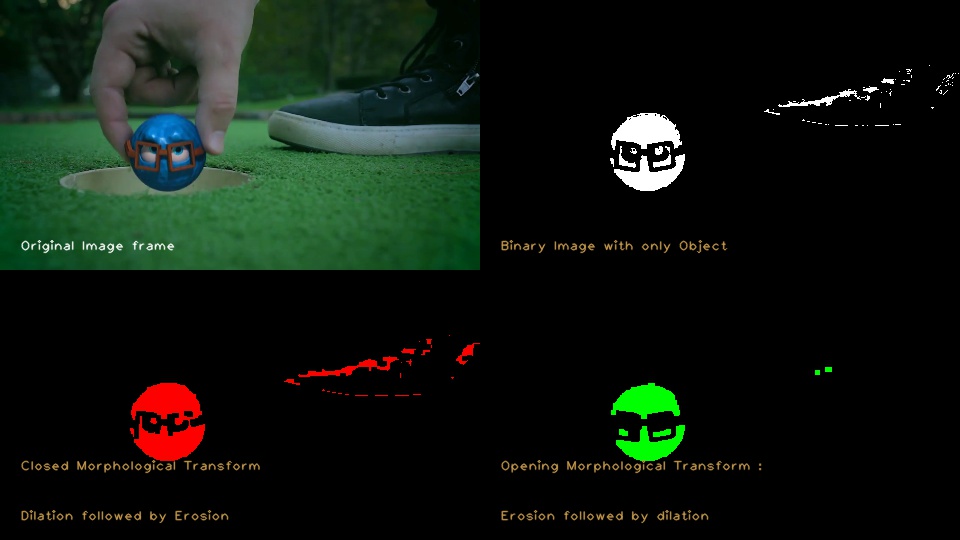 Original Image frame
Binary Image with only Object
Closed Morphological Transform
Dilation followed by Erosion
Opening Morphological Transform :
Erosion followed by dilation